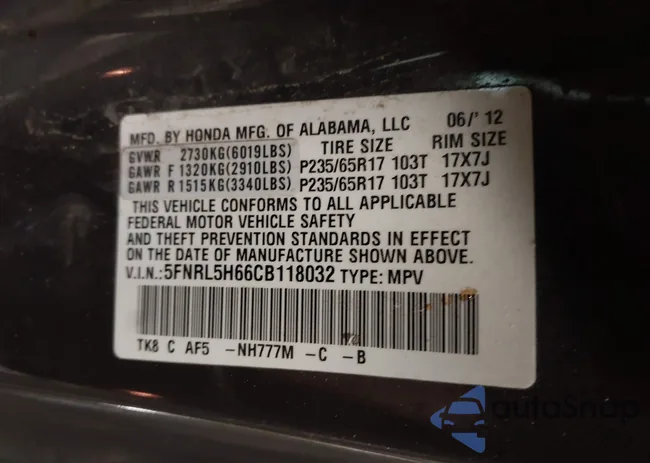 MFD. BY HONDA MFG. OF ALABAMA, LLC 06/'12
GVWR 2730KG(6019LBS) TIRE SIZE RIM SIZE
GAWR F 1320KG(2910LBS) P235/65R17 103T 17X7J
GAWR R 1515KG(3340LBS) P235/65R17 103T 17X7J
THIS VEHICLE CONFORMS TO ALL APPLICABLE
FEDERAL MOTOR VEHICLE SAFETY
AND THEFT PREVENTION STANDARDS IN EFFECT
ON THE DATE OF MANUFACTURE SHOWN ABOVE.
V.I.N.: 5FNRL5H66CB118032 TYPE: MPV
TK8 C AF5 -NH777M -C -B
autoSnap